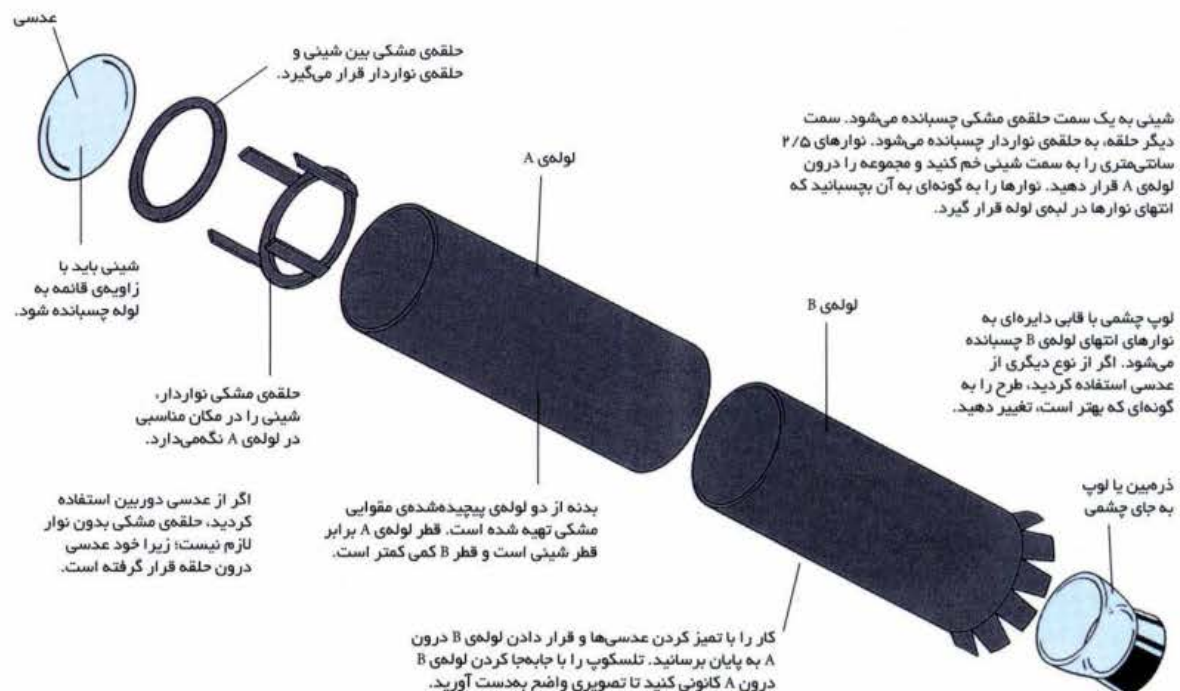 عدسی
حلقه‌ی مشکی بین شیئی و
حلقه‌ی نواردار قرار می‌گیرد.
شیئی به یک سمت حلقه‌ی مشکی چسبانده می‌شود. سمت
دیگر حلقه، به حلقه‌ی نواردار چسبانده می‌شود. نوارهای ۲/۵
سانتی‌متری را به سمت شیئی خم کنید و مجموعه را درون
لوله‌ی A قرار دهید. نوارها را به گونه‌ای به آن بچسبانید که
انتهای نوارها در لبه‌ی لوله قرار گیرد.
لوله‌ی A
شیئی باید با
زاویه‌ی قائمه به
لوله چسبانده شود.
لوله‌ی B
لوپ چشمی با قابی دایره‌ای به
نوارهای انتهای لوله‌ی B چسبانده
می‌شود. اگر از نوع دیگری از
عدسی استفاده کردید، طرح را به
گونه‌ای که بهتر است، تغییر دهید.
حلقه‌ی مشکی نواردار،
شیئی را در مکان مناسبی
در لوله‌ی A نگه‌می‌دارد.
ذره‌بین یا لوپ
به جای چشمی
اگر از عدسی دوربین استفاده
کردید، حلقه‌ی مشکی بدون نوار
لازم نیست؛ زیرا خود عدسی
درون حلقه قرار گرفته است.
بدنه از دو لوله‌ی پیچیده‌شده‌ی مقوایی
مشکی تهیه شده است. قطر لوله‌ی A برابر
قطر شیئی است و قطر B کمی کمتر است.
کار را با تمیز کردن عدسی‌ها و قرار دادن لوله‌ی B درون
A به پایان برسانید. تلسکوپ را با جابه‌جا کردن لوله‌ی B
درون A کانونی کنید تا تصویری واضح به‌دست آورید.